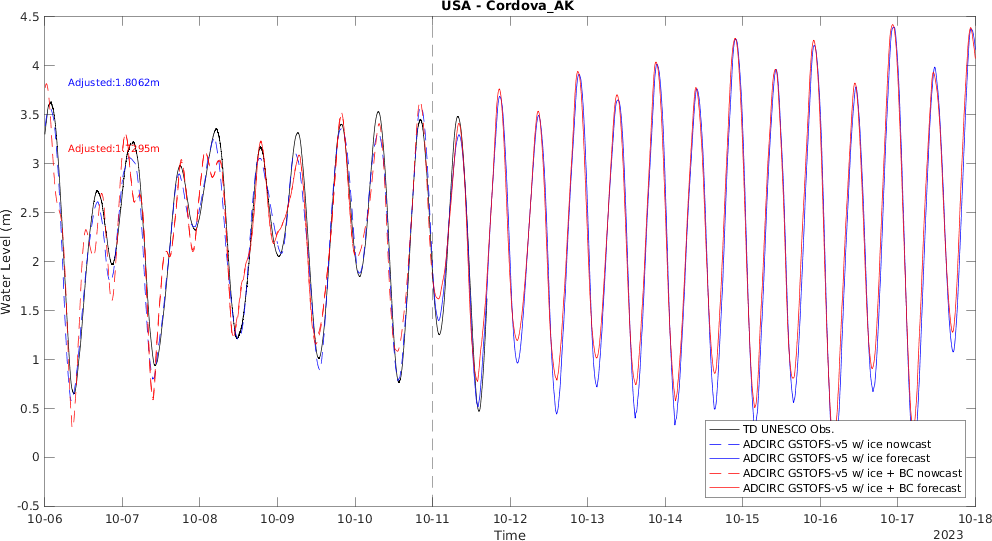 USA - Cordova_AK
4.5
4
3.5
3
2.5
2
1.5
1
0.5
0
-0.5
Water Level (m)
Adjusted:1.8062m
TD UNESCO Obs.
ADCIRC GSTOFS-v5 w/ ice nowcast
ADCIRC GSTOFS-v5 w/ ice forecast
ADCIRC GSTOFS-v5 w/ ice + BC nowcast
ADCIRC GSTOFS-v5 w/ ice + BC forecast
10-06 10-07 10-08 10-09 10-10 10-11 10-12 10-13 10-14 10-15 10-16 10-17 10-18
Time
2023